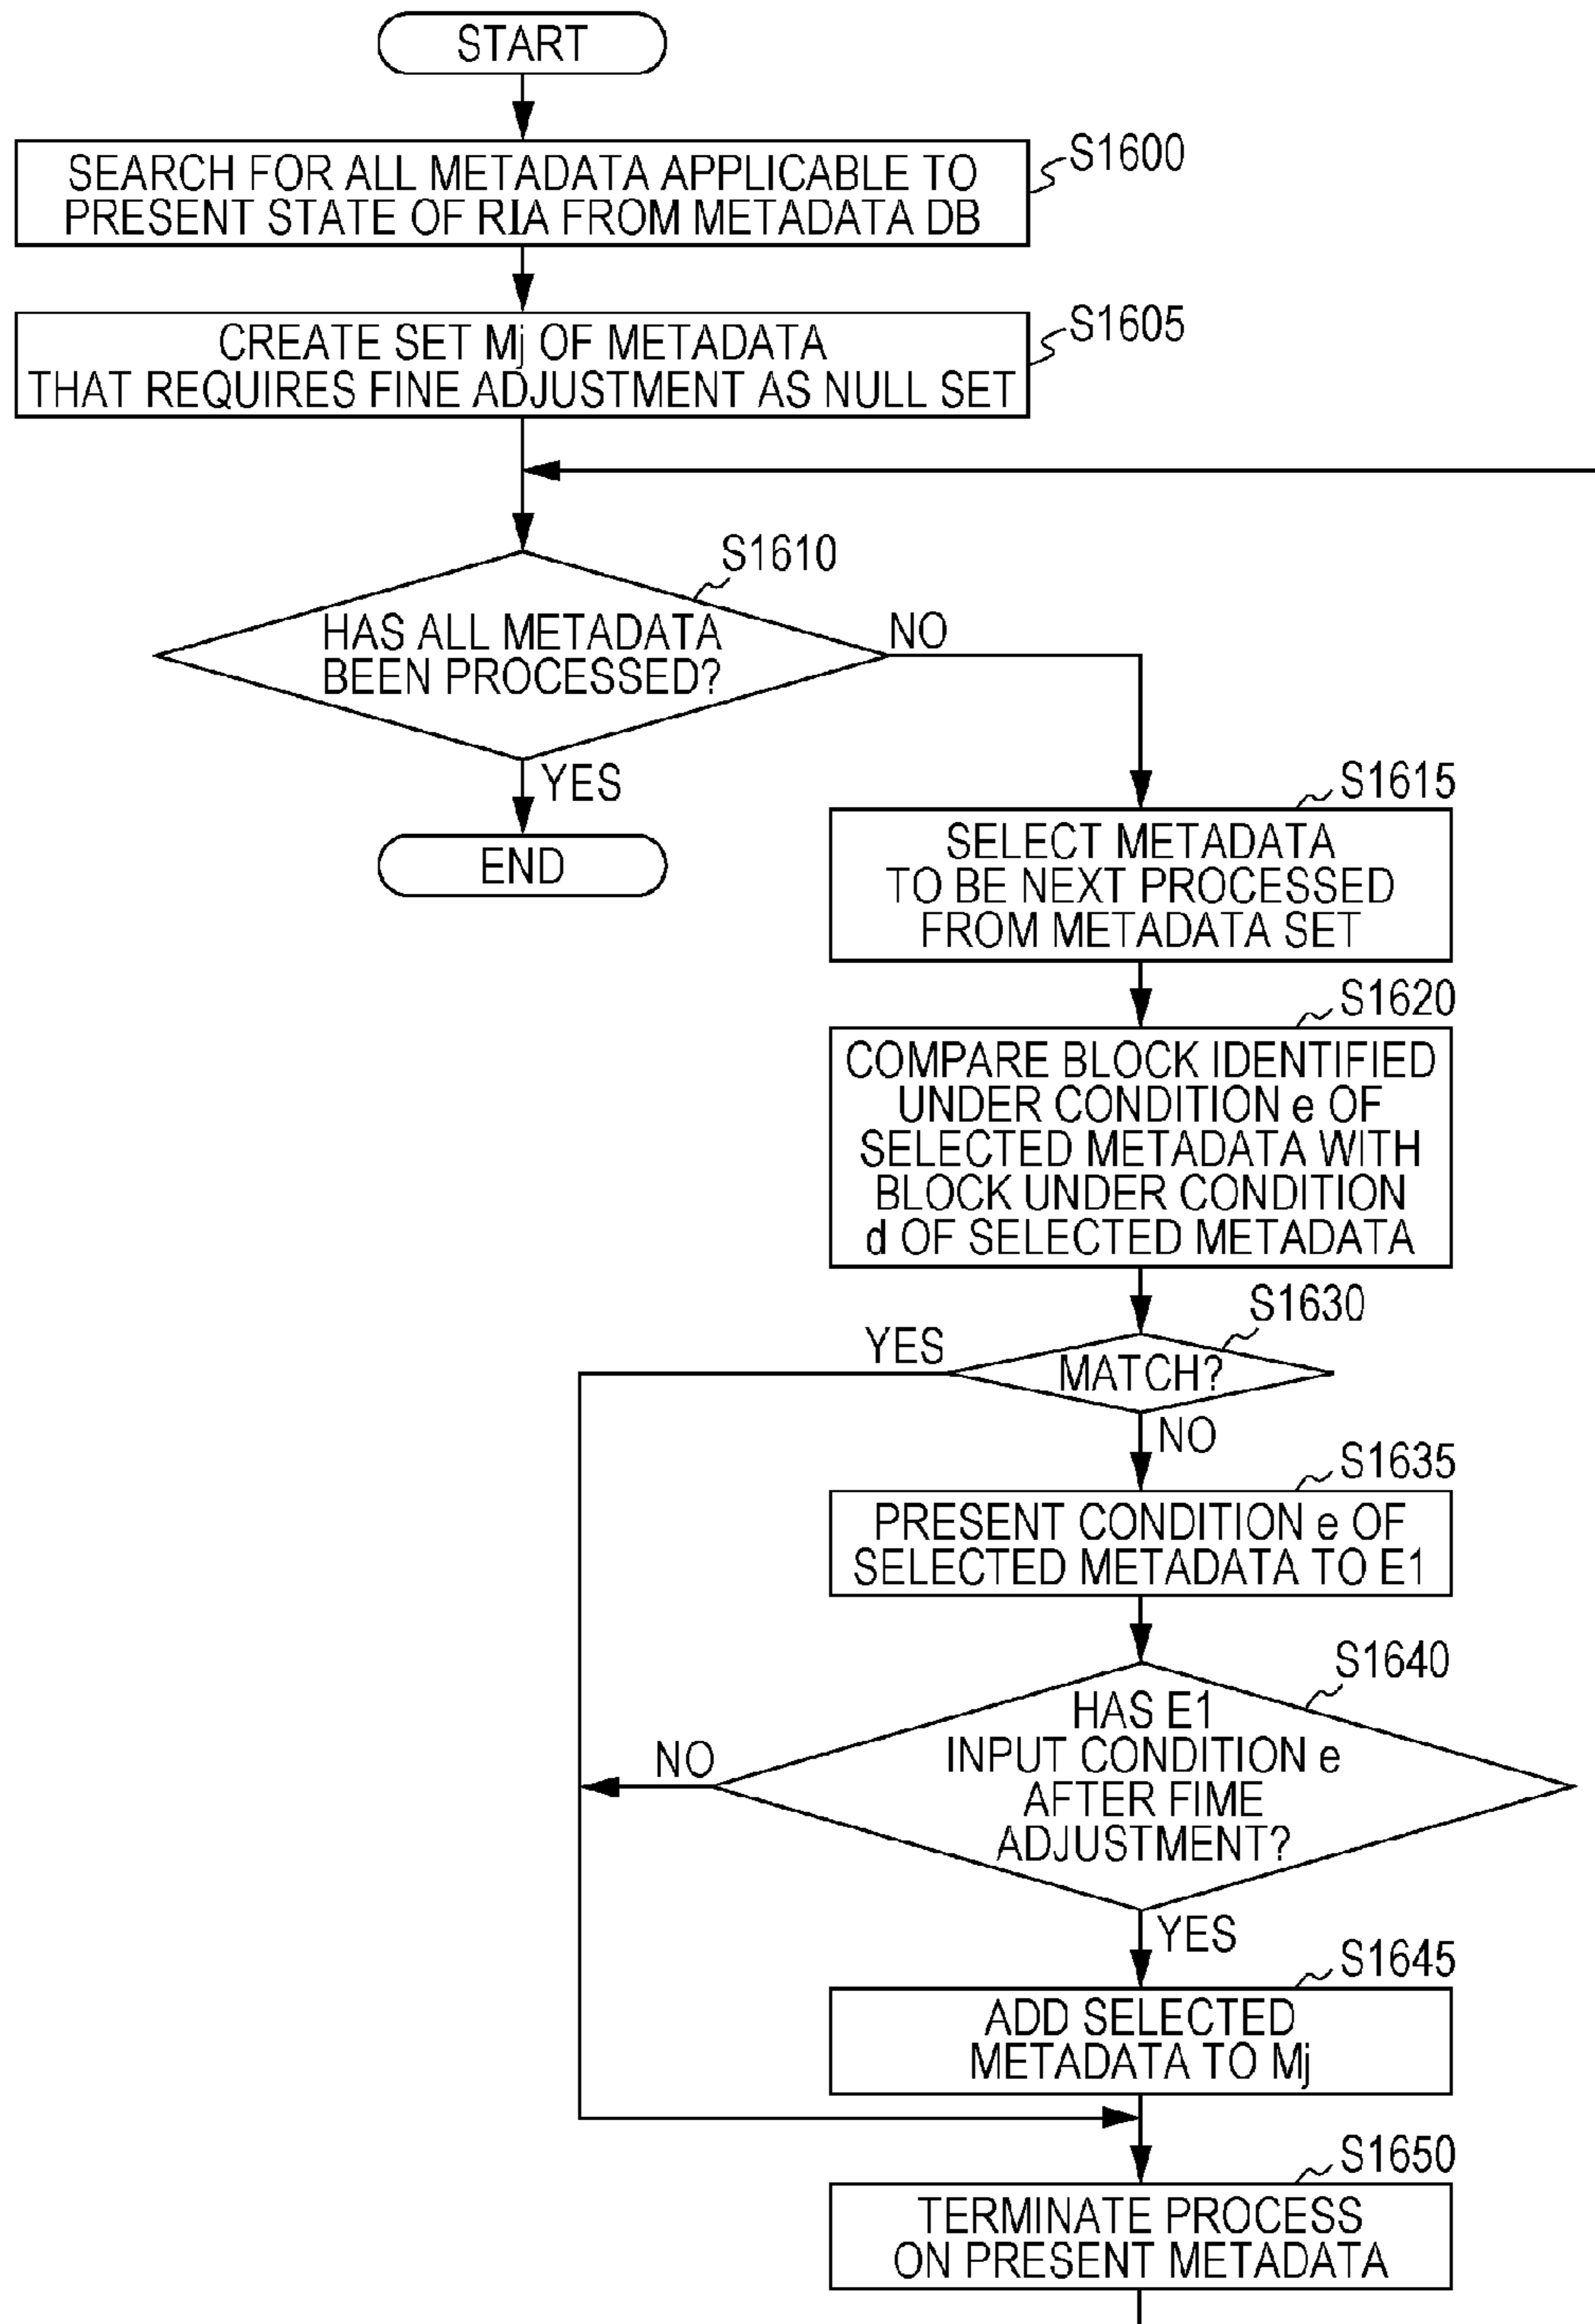 START
S1600
SEARCH FOR ALL METADATA APPLICABLE TO
PRESENT STATE OF RIA FROM METADATA DB
S1605
CREATE SET Mj OF METADATA
THAT REQUIRES FINE ADJUSTMENT AS NULL SET
S1610
HAS ALL METADATA
BEEN PROCESSED?
NO
YES
END
S1615
SELECT METADATA
TO BE NEXT PROCESSED
FROM METADATA SET
S1620
COMPARE BLOCK IDENTIFIED
UNDER CONDITION e OF
SELECTED METADATA WITH
BLOCK UNDER CONDITION
d OF SELECTED METADATA
S1630
YES
MATCH?
NO
S1635
PRESENT CONDITION e OF
SELECTED METADATA TO E1
S1640
HAS E1
INPUT CONDITION e
AFTER FIME
ADJUSTMENT?
NO
YES
S1645
ADD SELECTED
METADATA TO Mj
S1650
TERMINATE PROCESS
ON PRESENT METADATA